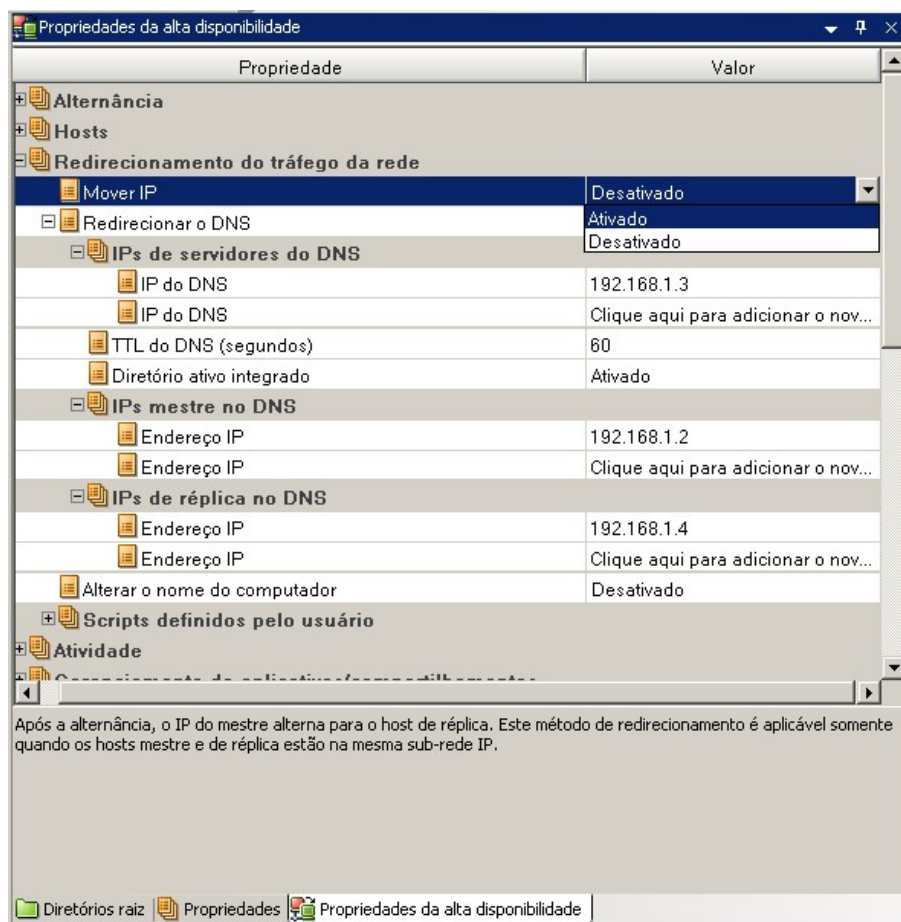 Propriedades da alta disponibilidade
Propriedade Valor
Alternância
Hosts
Redirecionamento do tráfego da rede
Mover IP Desativado
Ativado
Desativado
Redirecionar o DNS
IPs de servidores do DNS
IP do DNS 192.168.1.3
IP do DNS Clique aqui para adicionar o nov...
TTL do DNS (segundos) 60
Diretório ativo integrado Ativado
IPs mestre no DNS
Endereço IP 192.168.1.2
Endereço IP Clique aqui para adicionar o nov...
IPs de réplica no DNS
Endereço IP 192.168.1.4
Endereço IP Clique aqui para adicionar o nov...
Alterar o nome do computador Desativado
Scripts definidos pelo usuário
Atividade
Após a alternância, o IP do mestre alterna para o host de réplica. Este método de redirecionamento é aplicável somente
quando os hosts mestre e de réplica estão na mesma sub-rede IP.
Diretórios raiz Propriedades Propriedades da alta disponibilidade